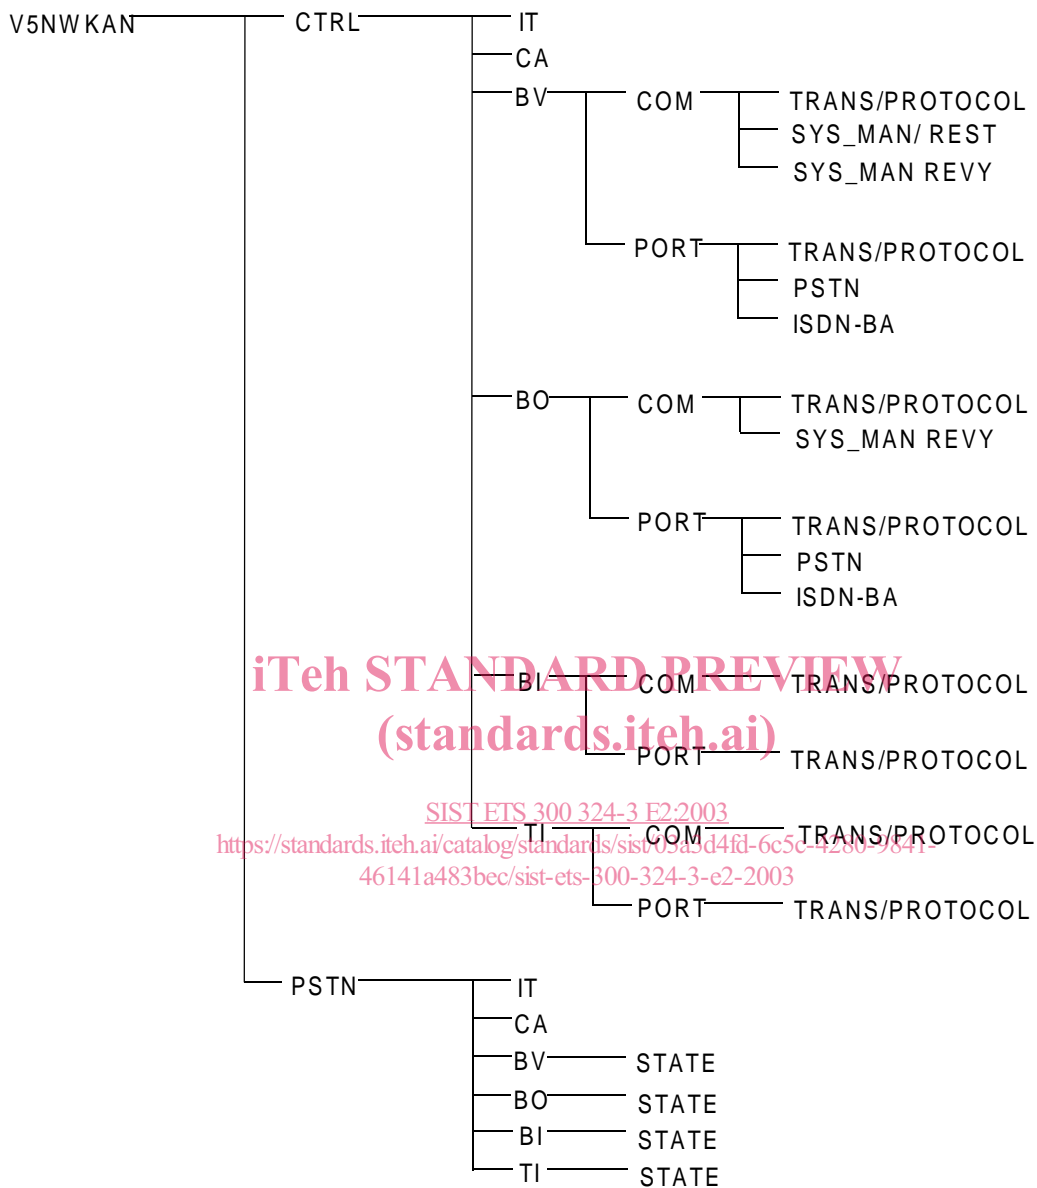 V5NWKAN CTRL IT
CA
BV COM TRANS/PROTOCOL
SYS_MAN/ REST
SYS_MAN REVY
PORT TRANS/PROTOCOL
PSTN
ISDN-BA
BO COM TRANS/PROTOCOL
SYS_MAN REVY
PORT TRANS/PROTOCOL
PSTN
ISDN-BA
iTeh STANDARD PREVIEW
BI COM TRANS/PROTOCOL
(standards.iteh.ai)
PORT TRANS/PROTOCOL
SIST ETS 300 324-3 E2:2003
TI COM TRANS/PROTOCOL
https://standards.iteh.ai/catalog/standards/sist/03a3d4fd-6c5c-4280-9841-
46141a483bec/sist-ets-300-324-3-e2-2003
PORT TRANS/PROTOCOL
PSTN IT
CA
BV STATE
BO STATE
BI STATE
TI STATE